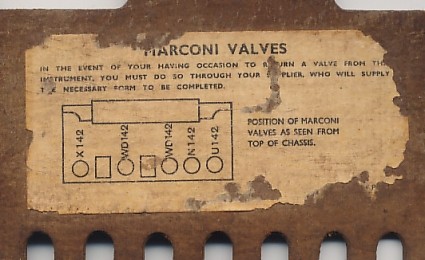 MARCONI VALVES
IN THE EVENT OF YOUR HAVING OCCASION TO RETURN A VALVE FROM THIS
INSTRUMENT, YOU MUST DO SO THROUGH YOUR SUPPLIER, WHO WILL SUPPLY
THE NECESSARY FORM TO BE COMPLETED.
X142
WD142
WD142
N142
U142
POSITION OF MARCONI
VALVES AS SEEN FROM
TOP OF CHASSIS.